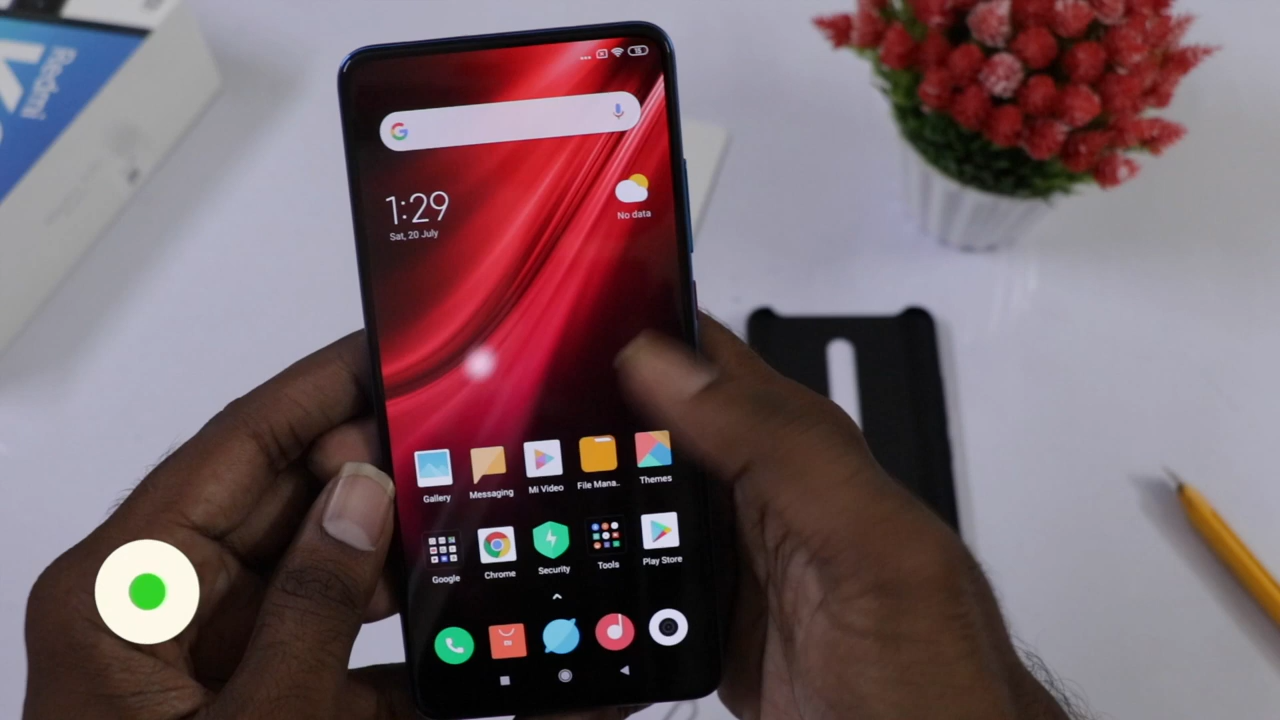 Redmi
1:29
Sat, 20 July
No data
Gallery
Messaging
Mi Video
File Mana..
Themes
Google
Chrome
Security
Tools
Play Store